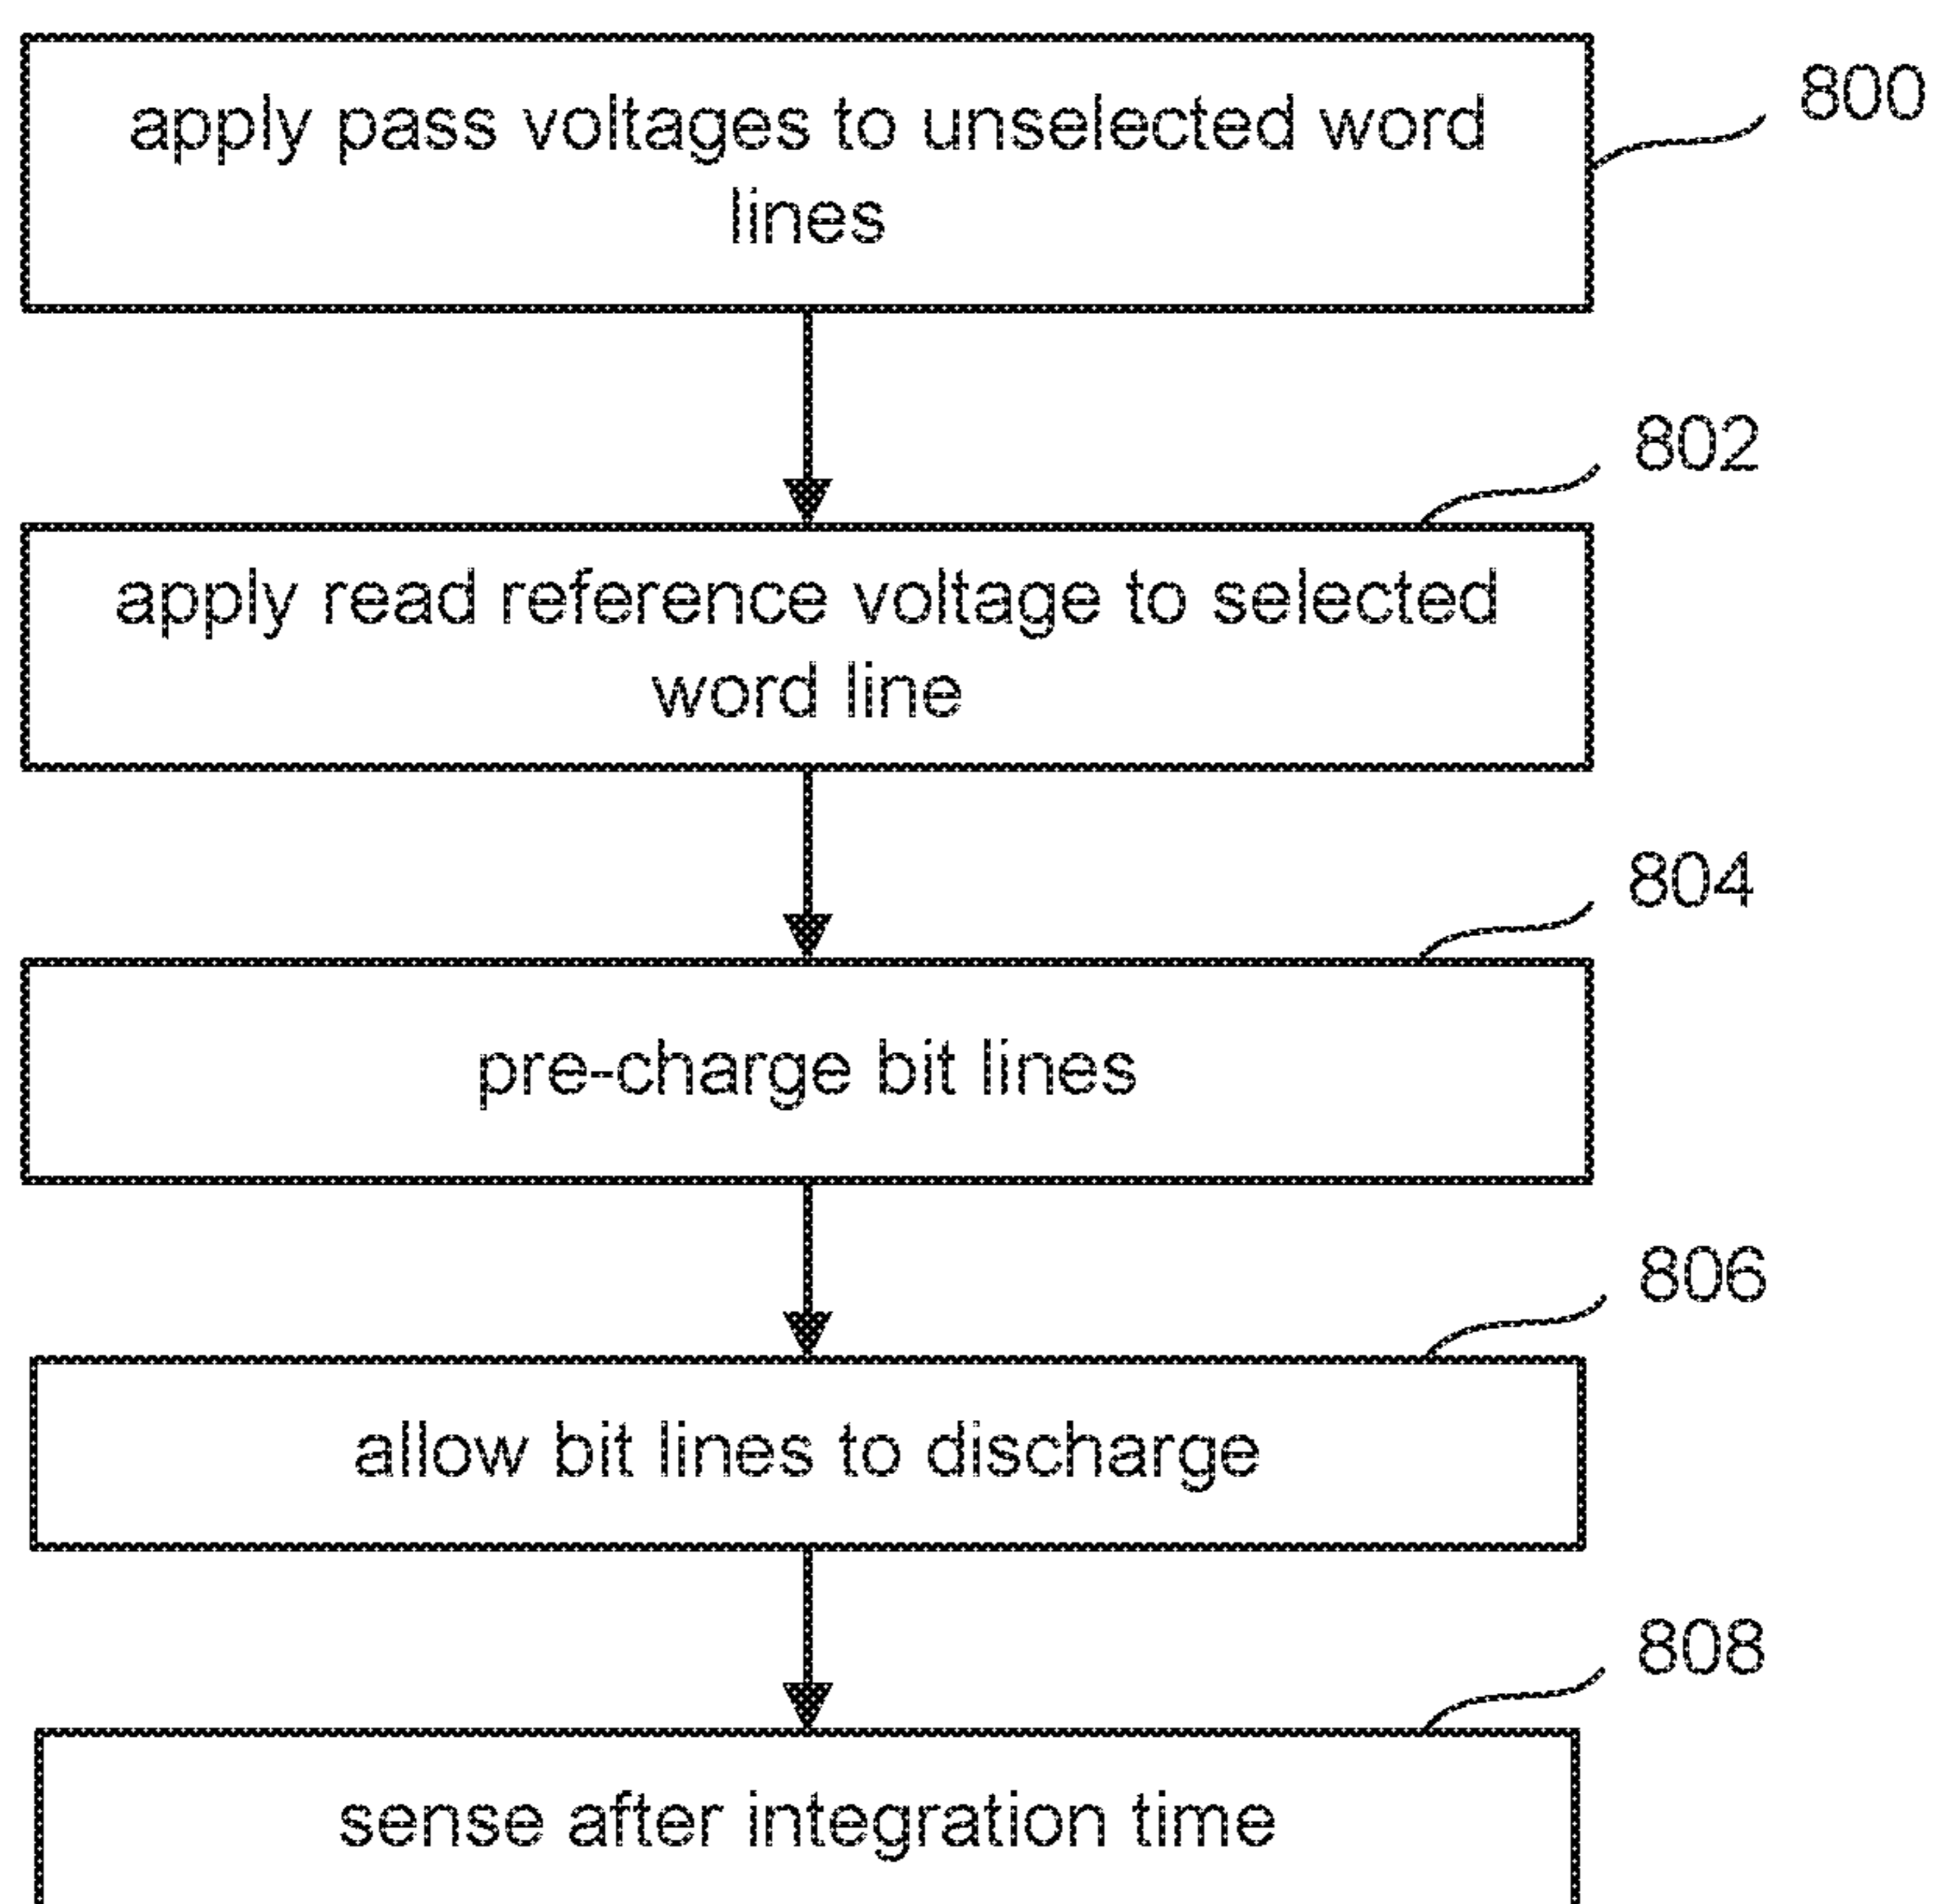 apply pass voltages to unselected word
lines
800
802
apply read reference voltage to selected
word line
804
pre-charge bit lines
806
allow bit lines to discharge
808
sense after integration time